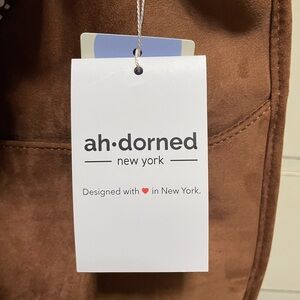 ah•dorned
new york
Designed with ❤ in New York.